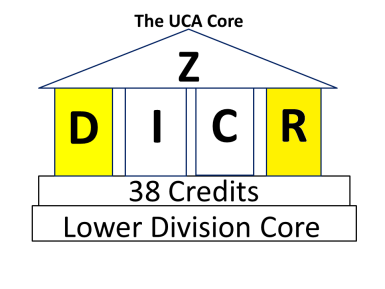 The UCA Core
Z
D I C R
38 Credits
Lower Division Core